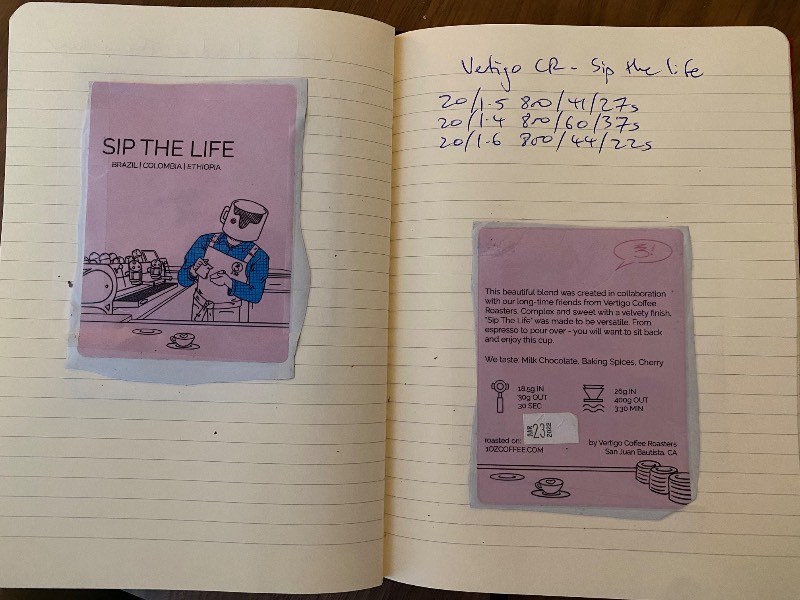 SIP THE LIFE
BRAZIL | COLOMBIA | ETHIOPIA
Vertigo CR - Sip the life
20/1.5 800/41/27s
20/1.4 800/60/37s
20/1.6 800/44/22s
3!
This beautiful blend was created in collaboration
with our long-time friends from Vertigo Coffee
Roasters. Complex and sweet with a velvety finish,
"Sip The Life" was made to be versatile. From
espresso to pour over - you will want to sit back
and enjoy this cup.
We taste: Milk Chocolate, Baking Spices, Cherry
18.5g IN
30g OUT
30 SEC
26g IN
400g OUT
3:30 MIN
roasted on:
23
2022
1OZCOFFEE.COM
by Vertigo Coffee Roasters
San Juan Bautista, CA